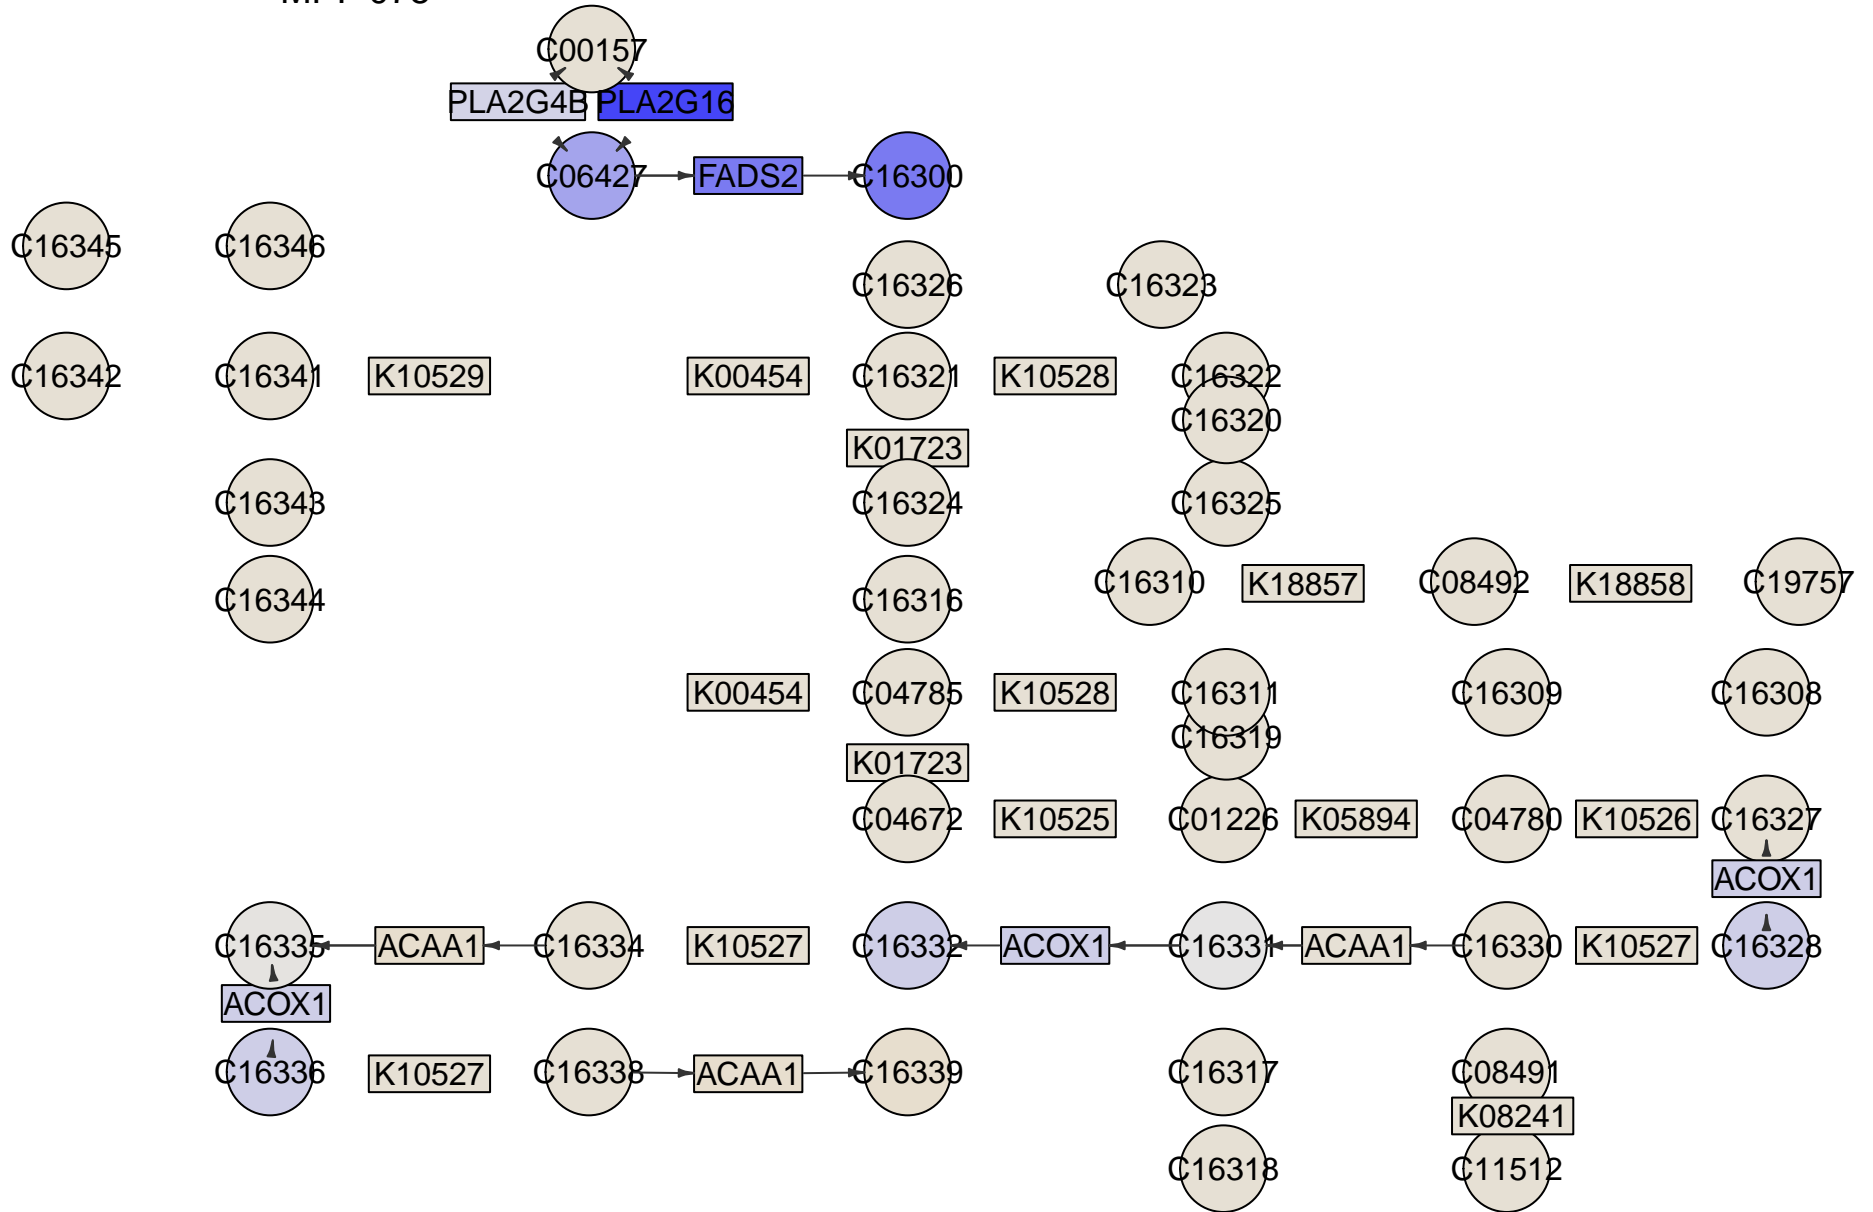 C00157
PLA2G4B PLA2G16
C06427 FADS2 C16300
C16345 C16346
C16326 C16323
C16342 C16341 K10529 K00454 C16321 K10528 C16322
C16320
K01723
C16343 C16324 C16325
C16310 K18857 C08492 K18858 C19757
C16344 C16316
K00454 C04785 K10528 C16311 C16309 C16308
C16319
K01723
C04672 K10525 C01226 K05894 C04780 K10526 C16327
ACOX1
C16335 ACAA1 C16334 K10527 C16332 ACOX1 C16331 ACAA1 C16330 K10527 C16328
ACOX1
C16336 K10527 C16338 ACAA1 C16339 C16317 C08491
K08241
C16318 C11512